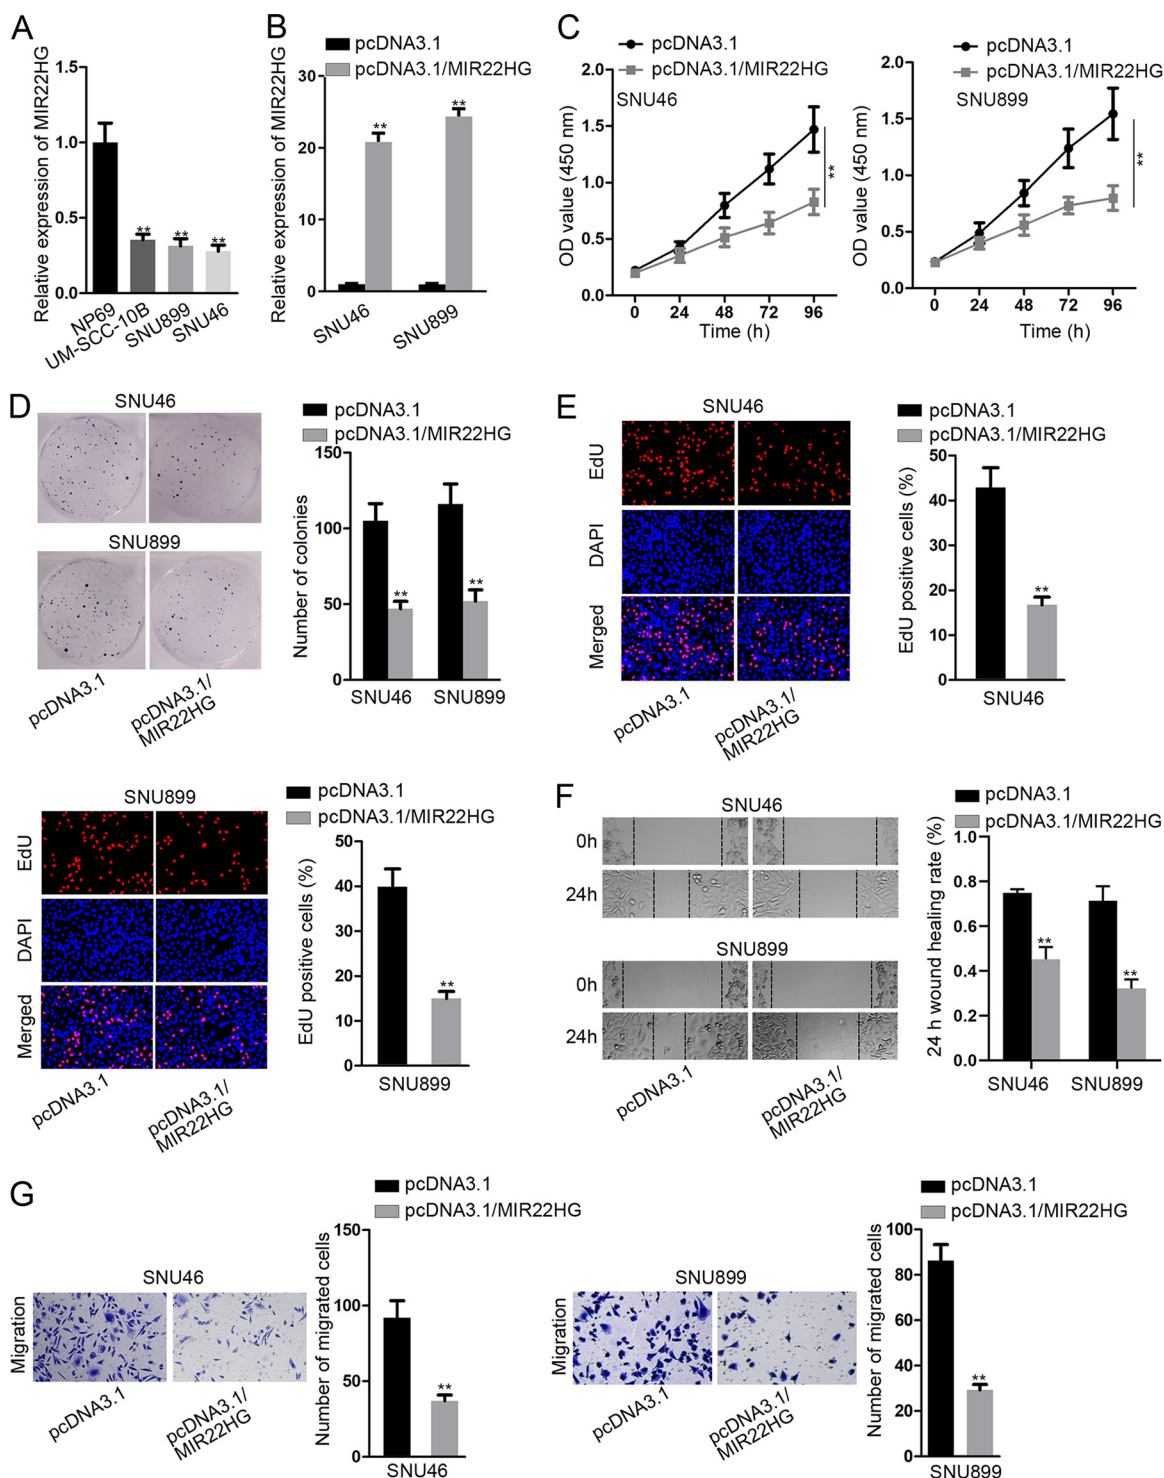 A
Relative expression of MIR22HG
1.5
1.0
0.5
0.0
**
**
**
NP69
UM-SCC-10B
SNU899
SNU46
B
pcDNA3.1
pcDNA3.1/MIR22HG
Relative expression of MIR22HG
30
20
10
0
**
**
SNU46
SNU899
C
pcDNA3.1
pcDNA3.1/MIR22HG
SNU46
OD value (450 nm)
2.0
1.5
1.0
0.5
0.0
**
0 24 48 72 96
Time (h)
pcDNA3.1
pcDNA3.1/MIR22HG
SNU899
OD value (450 nm)
2.0
1.5
1.0
0.5
0.0
**
0 24 48 72 96
Time (h)
D
SNU46
SNU899
pcDNA3.1
pcDNA3.1/
MIR22HG
pcDNA3.1
pcDNA3.1/MIR22HG
Number of colonies
150
100
50
0
**
**
SNU46 SNU899
E
SNU46
EdU
DAPI
Merged
pcDNA3.1
pcDNA3.1/
MIR22HG
pcDNA3.1
pcDNA3.1/MIR22HG
EdU positive cells (%)
50
40
30
20
10
0
**
SNU46
SNU899
EdU
DAPI
Merged
pcDNA3.1
pcDNA3.1/
MIR22HG
pcDNA3.1
pcDNA3.1/MIR22HG
EdU positive cells (%)
50
40
30
20
10
0
**
SNU899
F
SNU46
0h
24h
SNU899
0h
24h
pcDNA3.1
pcDNA3.1/
MIR22HG
pcDNA3.1
pcDNA3.1/MIR22HG
24 h wound healing rate (%)
1.0
0.8
0.6
0.4
0.2
0.0
**
**
SNU46 SNU899
G
SNU46
Migration
pcDNA3.1
pcDNA3.1/
MIR22HG
pcDNA3.1
pcDNA3.1/MIR22HG
Number of migrated cells
150
100
50
0
**
SNU46
SNU899
Migration
pcDNA3.1
pcDNA3.1/
MIR22HG
pcDNA3.1
pcDNA3.1/MIR22HG
Number of migrated cells
100
80
60
40
20
0
**
SNU899